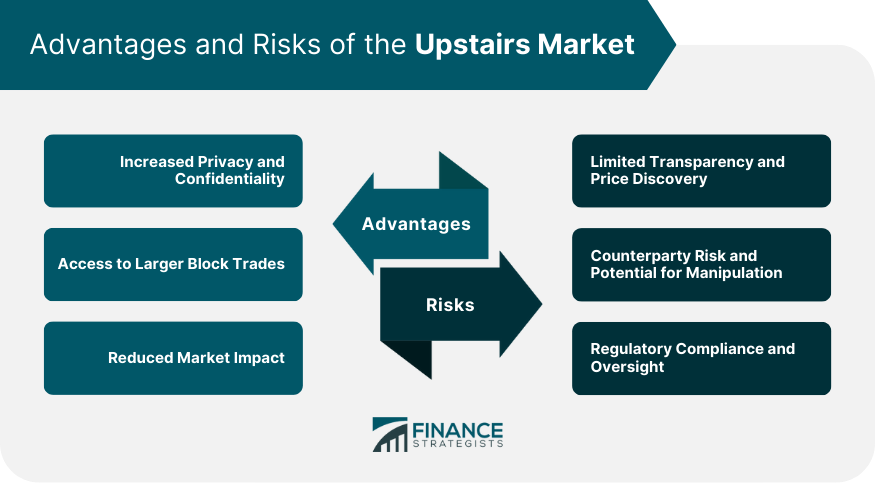 Advantages and Risks of the Upstairs Market
Increased Privacy and
Confidentiality
Access to Larger Block Trades
Reduced Market Impact
Advantages
Risks
Limited Transparency and
Price Discovery
Counterparty Risk and
Potential for Manipulation
Regulatory Compliance and
Oversight
FINANCE
STRATEGISTS